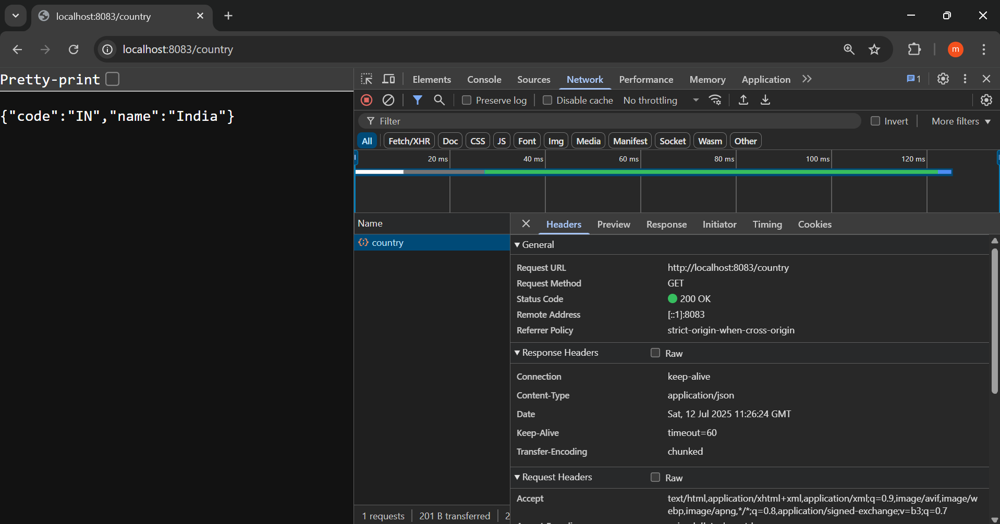 localhost:8083/country
localhost:8083/country
m
Pretty-print
{"code":"IN","name":"India"}
Elements Console Sources Network Performance Memory Application 1
Preserve log Disable cache No throttling
Filter Invert More filters
All Fetch/XHR Doc CSS JS Font Img Media Manifest Socket Wasm Other
20 ms 40 ms 60 ms 80 ms 100 ms 120 ms
Name
country
Headers Preview Response Initiator Timing Cookies
General
Request URL http://localhost:8083/country
Request Method GET
Status Code 200 OK
Remote Address [::1]:8083
Referrer Policy strict-origin-when-cross-origin
Response Headers Raw
Connection keep-alive
Content-Type application/json
Date Sat, 12 Jul 2025 11:26:24 GMT
Keep-Alive timeout=60
Transfer-Encoding chunked
Request Headers Raw
Accept text/html,application/xhtml+xml,application/xml;q=0.9,image/avif,image/w
ebp,image/apng,*/*;q=0.8,application/signed-exchange;v=b3;q=0.7
1 requests 201 B transferred 2